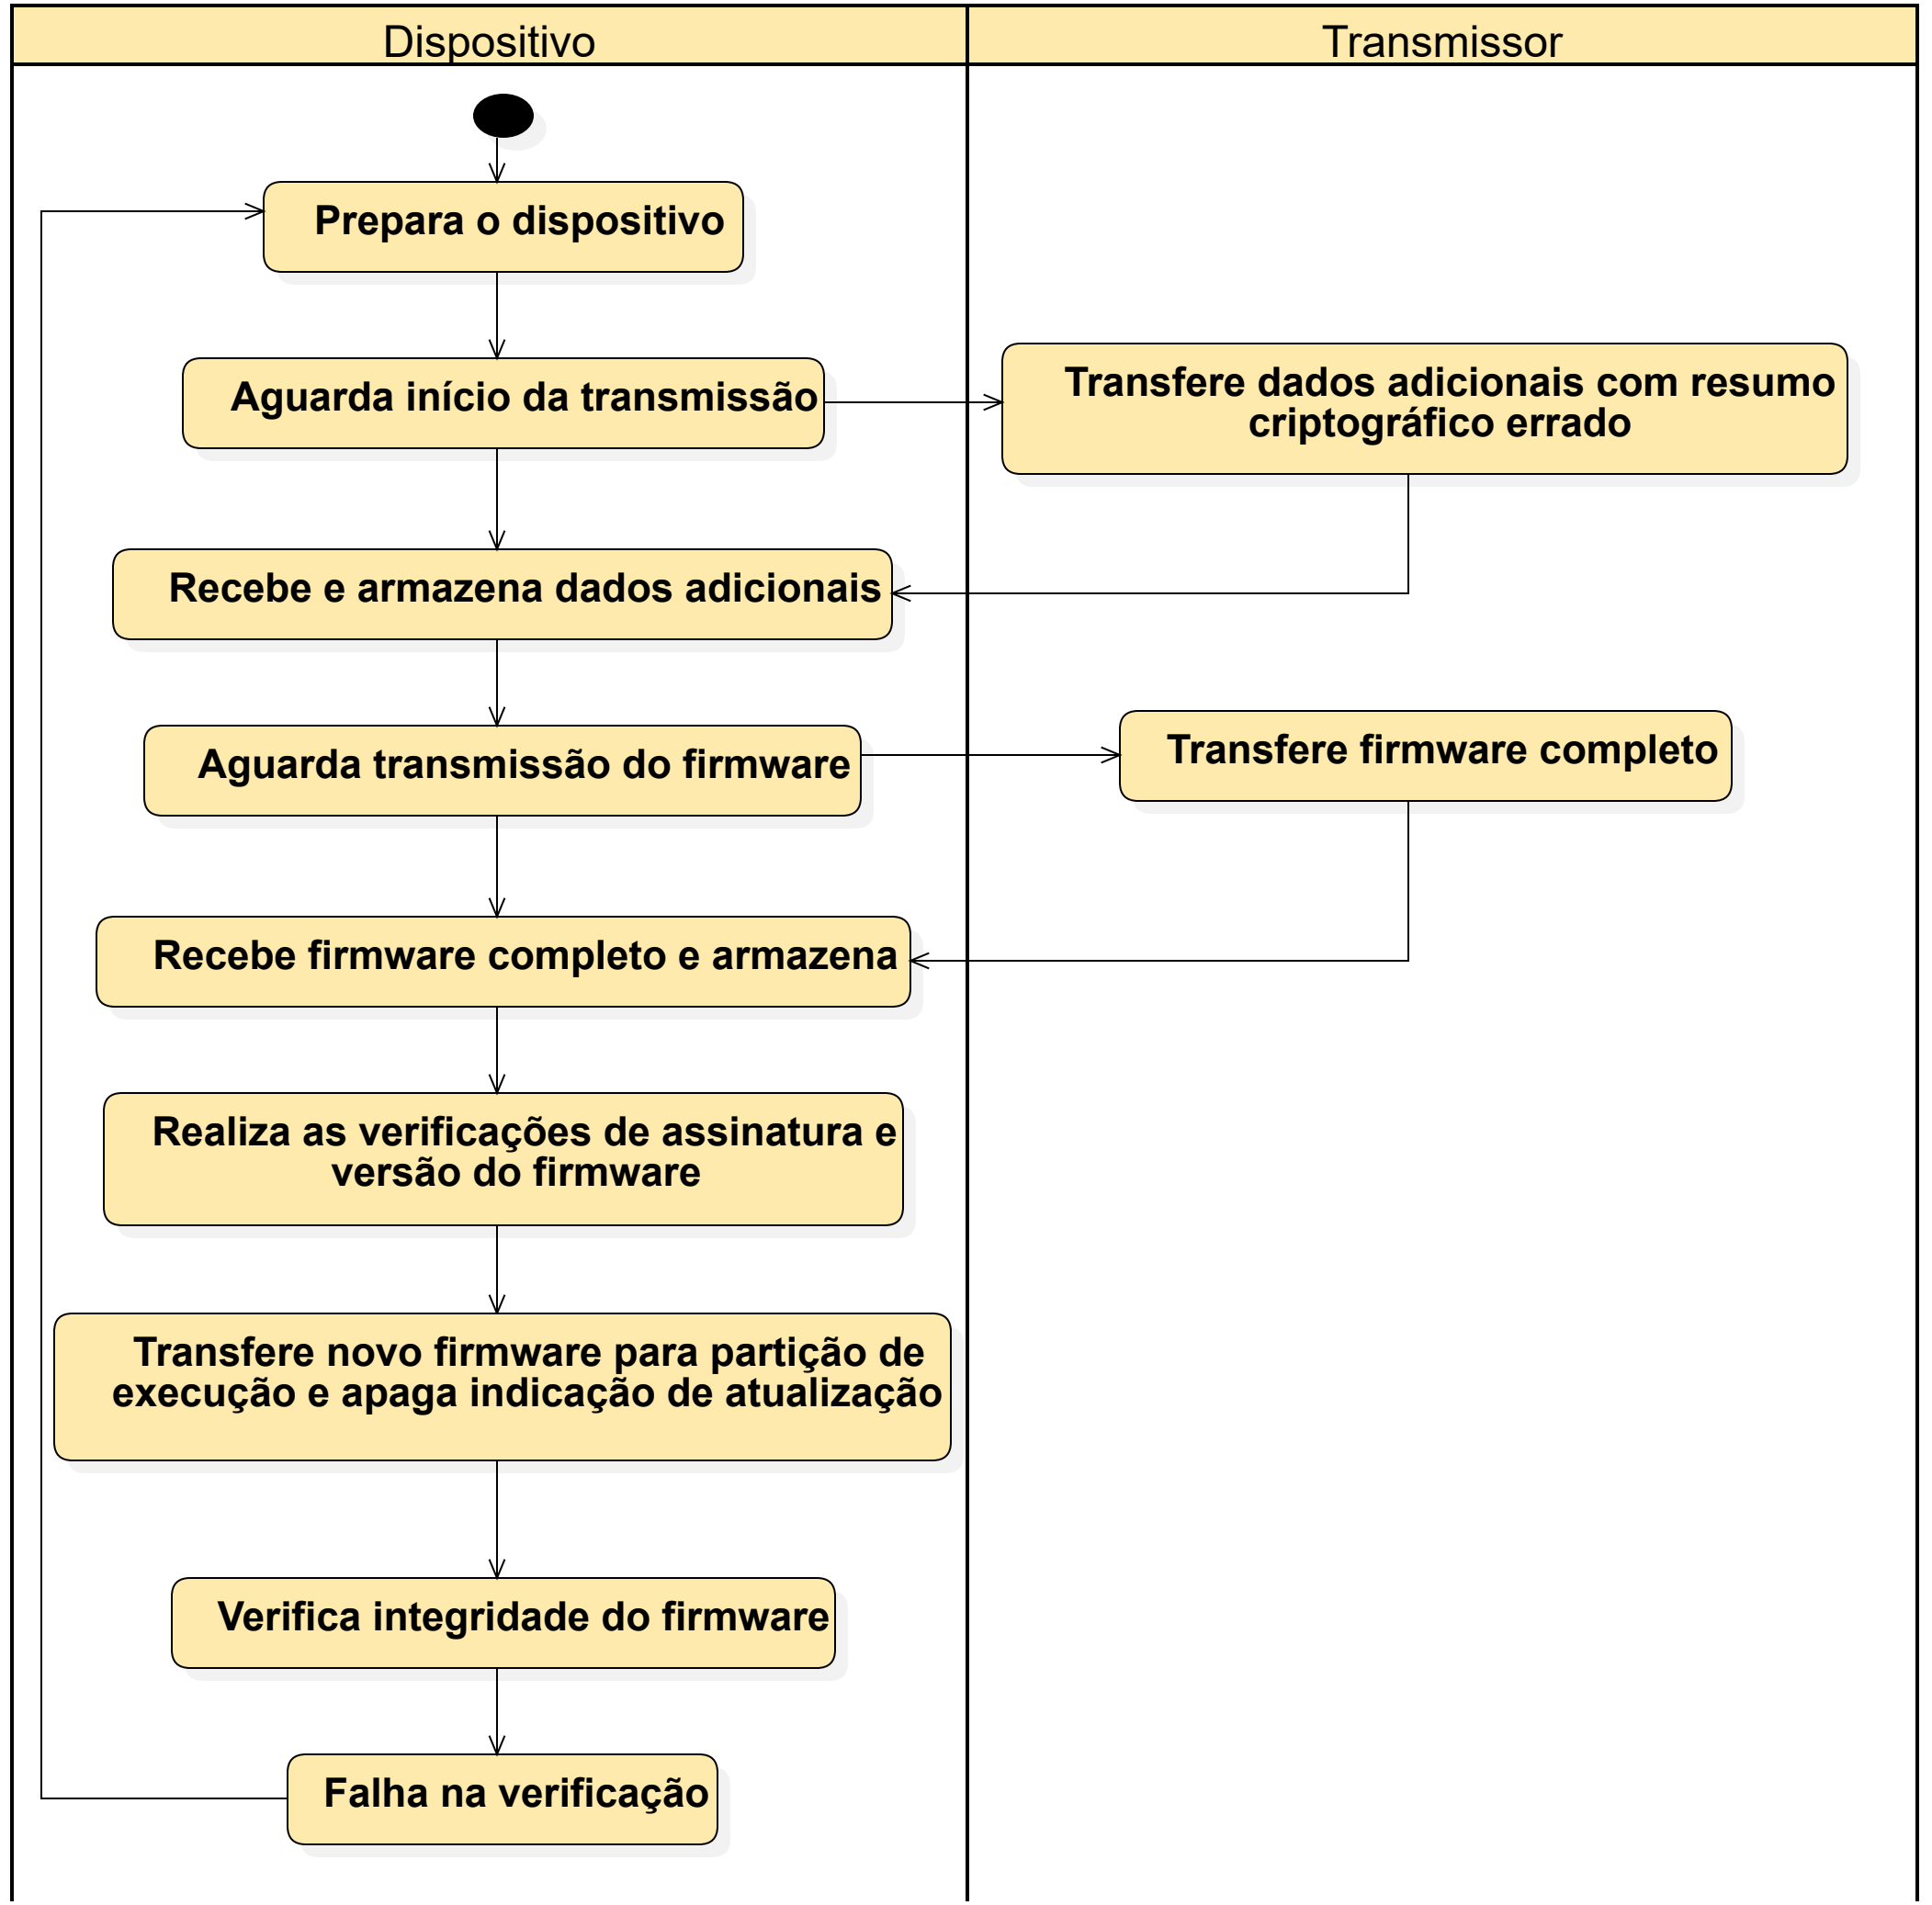 Dispositivo
Transmissor
Prepara o dispositivo
Aguarda início da transmissão
Transfere dados adicionais com resumo
criptográfico errado
Recebe e armazena dados adicionais
Aguarda transmissão do firmware
Transfere firmware completo
Recebe firmware completo e armazena
Realiza as verificações de assinatura e
versão do firmware
Transfere novo firmware para partição de
execução e apaga indicação de atualização
Verifica integridade do firmware
Falha na verificação